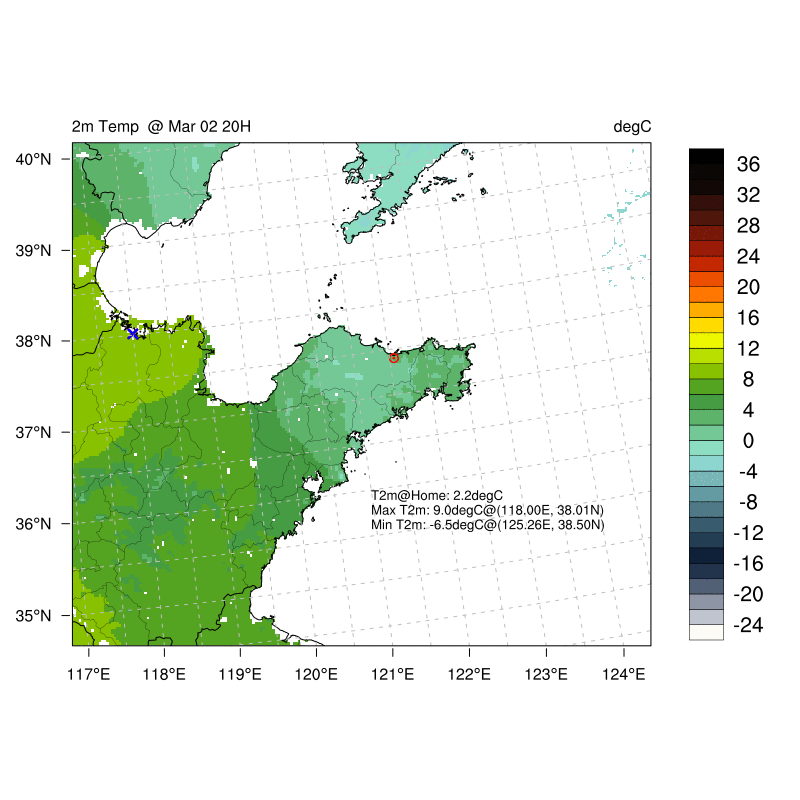 2m Temp @ Mar 02 20H degC
40°N
39°N
38°N
37°N
36°N
35°N
117°E 118°E 119°E 120°E 121°E 122°E 123°E 124°E
T2m@Home: 2.2degC
Max T2m: 9.0degC@(118.00E, 38.01N)
Min T2m: -6.5degC@(125.26E, 38.50N)
36
32
28
24
20
16
12
8
4
0
-4
-8
-12
-16
-20
-24